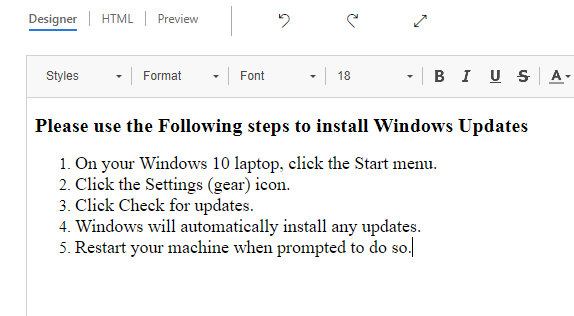 Designer HTML Preview
Styles Format Font 18 B I U S A
Please use the Following steps to install Windows Updates
1. On your Windows 10 laptop, click the Start menu.
2. Click the Settings (gear) icon.
3. Click Check for updates.
4. Windows will automatically install any updates.
5. Restart your machine when prompted to do so.